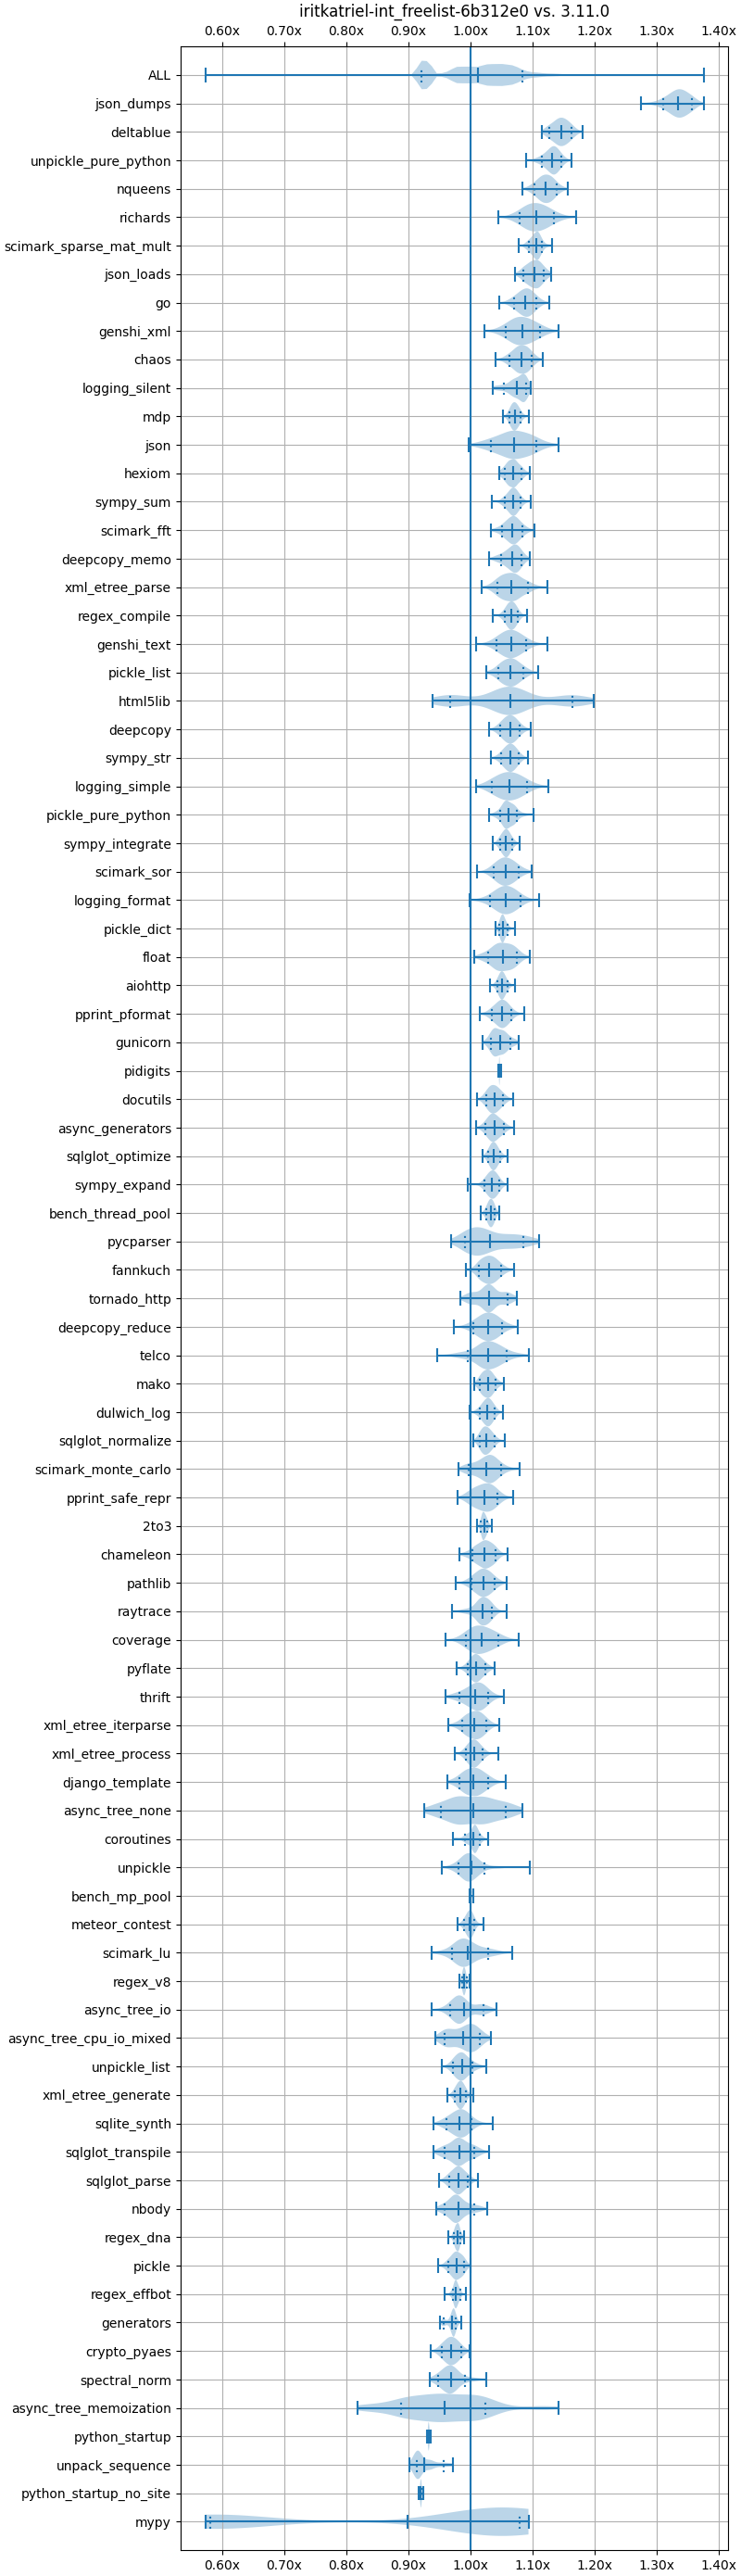 iritkatriel-int_freelist-6b312e0 vs. 3.11.0
0.60x 0.70x 0.80x 0.90x 1.00x 1.10x 1.20x 1.30x 1.40x
ALL
json_dumps
deltablue
unpickle_pure_python
nqueens
richards
scimark_sparse_mat_mult
json_loads
go
genshi_xml
chaos
logging_silent
mdp
json
hexiom
sympy_sum
scimark_fft
deepcopy_memo
xml_etree_parse
regex_compile
genshi_text
pickle_list
html5lib
deepcopy
sympy_str
logging_simple
pickle_pure_python
sympy_integrate
scimark_sor
logging_format
pickle_dict
float
aiohttp
pprint_pformat
gunicorn
pidigits
docutils
async_generators
sqlglot_optimize
sympy_expand
bench_thread_pool
pycparser
fannkuch
tornado_http
deepcopy_reduce
telco
mako
dulwich_log
sqlglot_normalize
scimark_monte_carlo
pprint_safe_repr
2to3
chameleon
pathlib
raytrace
coverage
pyflate
thrift
xml_etree_iterparse
xml_etree_process
django_template
async_tree_none
coroutines
unpickle
bench_mp_pool
meteor_contest
scimark_lu
regex_v8
async_tree_io
async_tree_cpu_io_mixed
unpickle_list
xml_etree_generate
sqlite_synth
sqlglot_transpile
sqlglot_parse
nbody
regex_dna
pickle
regex_effbot
generators
crypto_pyaes
spectral_norm
async_tree_memoization
python_startup
unpack_sequence
python_startup_no_site
mypy
0.60x 0.70x 0.80x 0.90x 1.00x 1.10x 1.20x 1.30x 1.40x